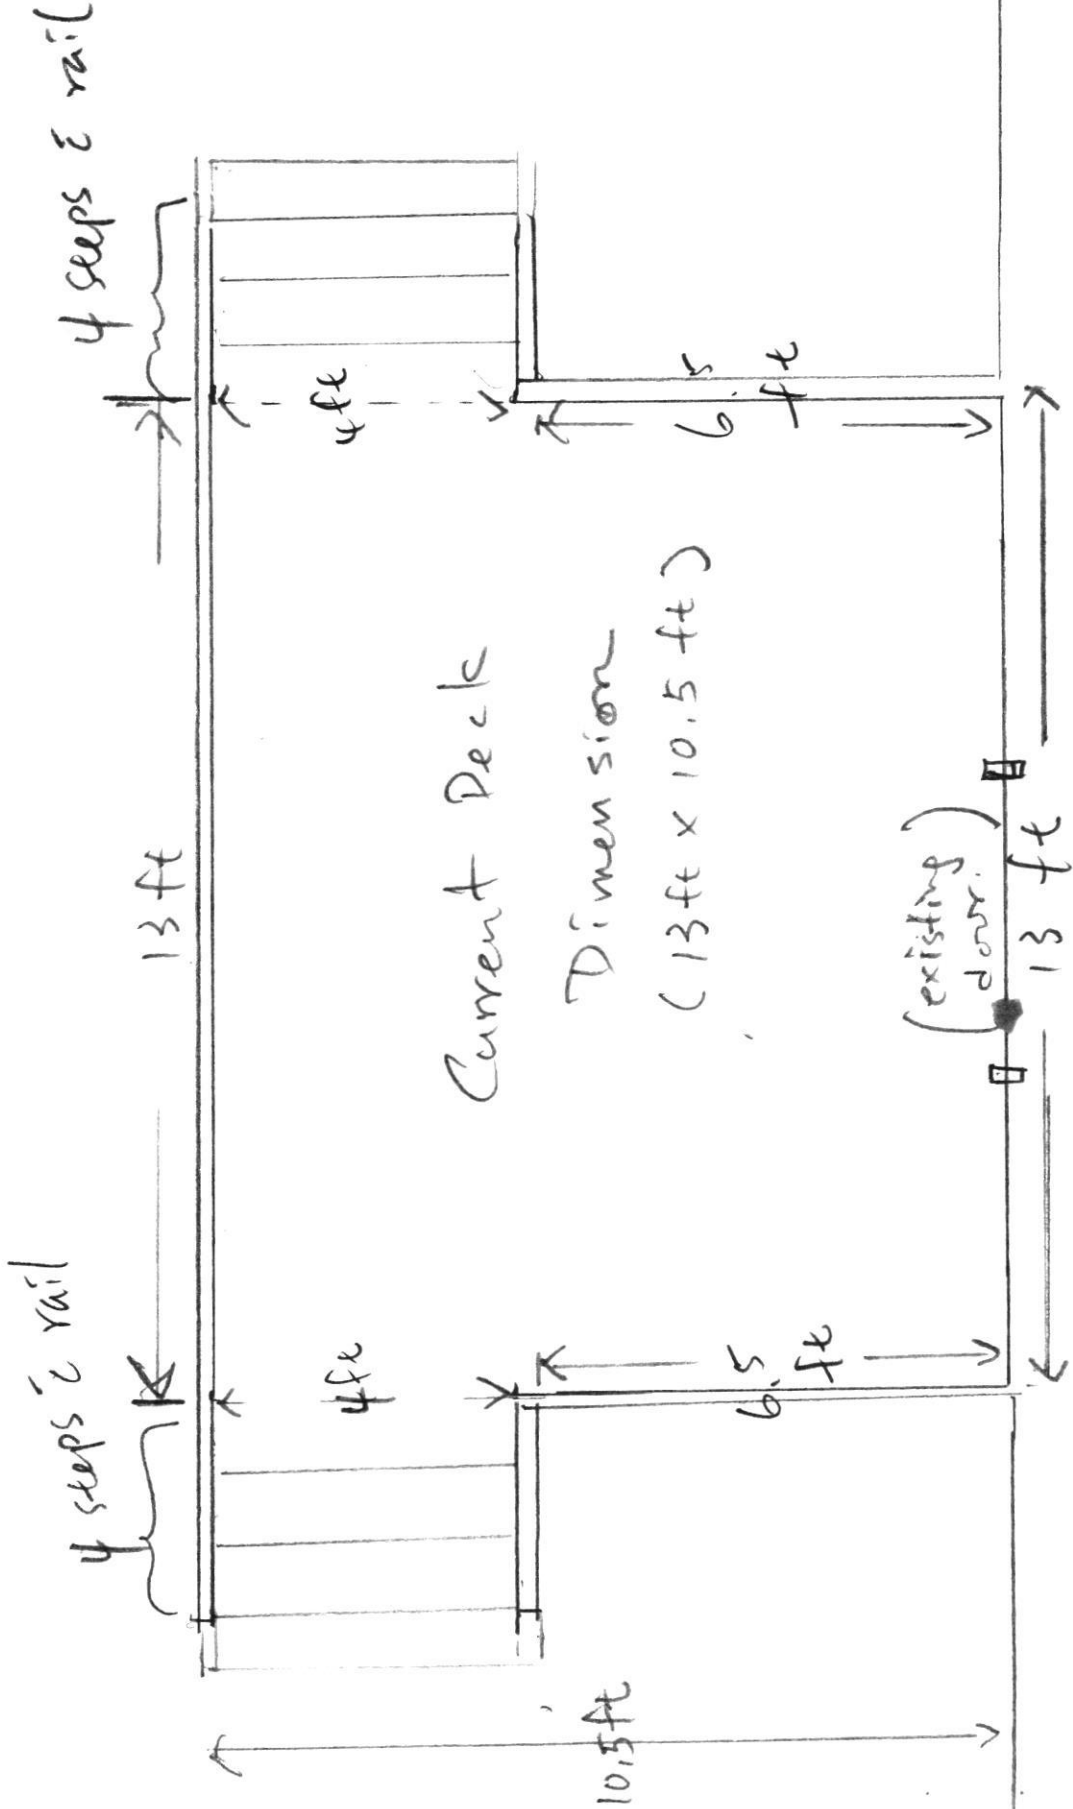 4 steps c̄ rail
13 ft
4 steps c̄ rail
4ft
4ft
Current Deck
Dimension
(13ft x 10.5 ft)
10.5ft
6.5 ft
6.5 ft
(existing
door.)
13 ft